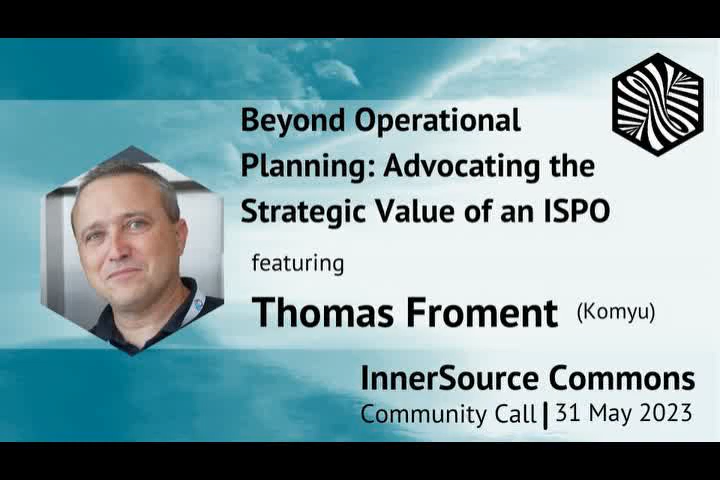 Beyond Operational
Planning: Advocating the
Strategic Value of an ISPO
featuring
Thomas Froment (Komyu)
InnerSource Commons
Community Call | 31 May 2023